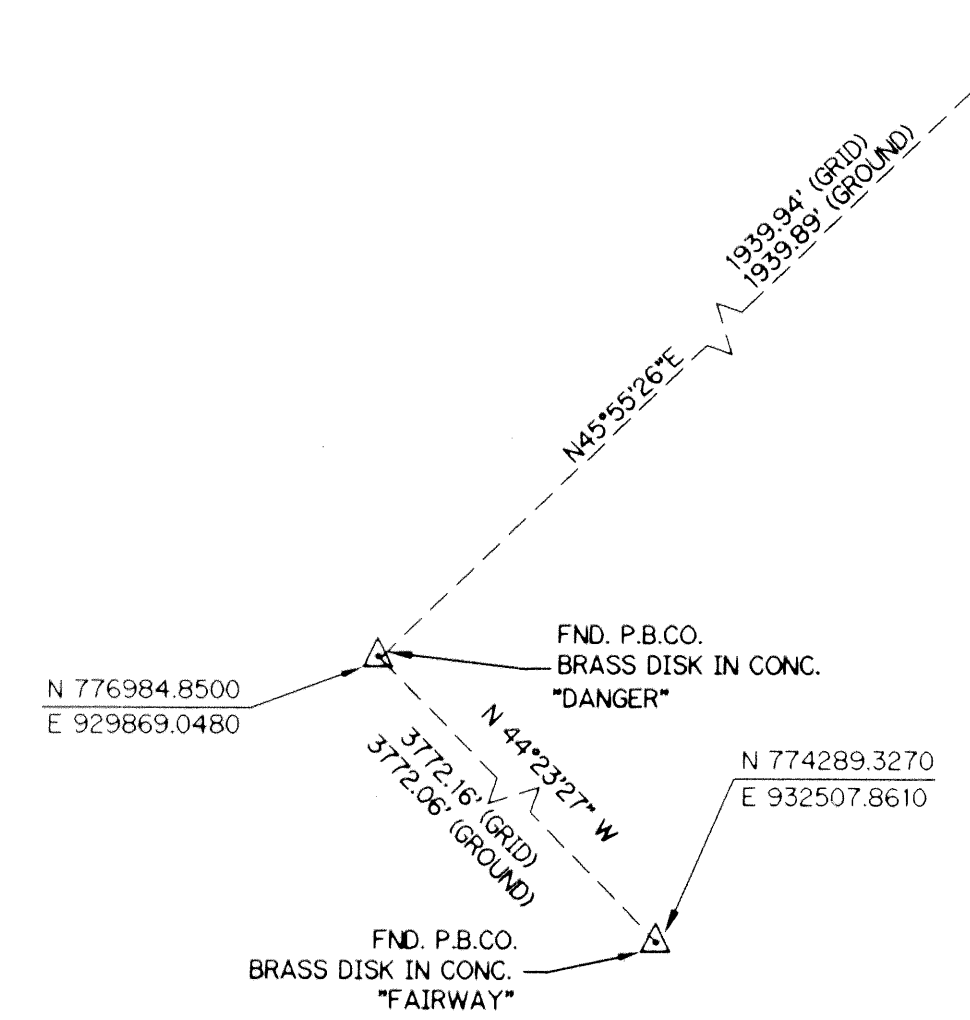 1939.94' (GRID)
1939.89' (GROUND)
N45°55'26"E
FND. P.B.CO.
BRASS DISK IN CONC.
"DANGER"
N 776984.8500
E 929869.0480
N 44°23'27" W
3772.16' (GRID)
3772.06' (GROUND)
N 774289.3270
E 932507.8610
FND. P.B.CO.
BRASS DISK IN CONC.
"FAIRWAY"